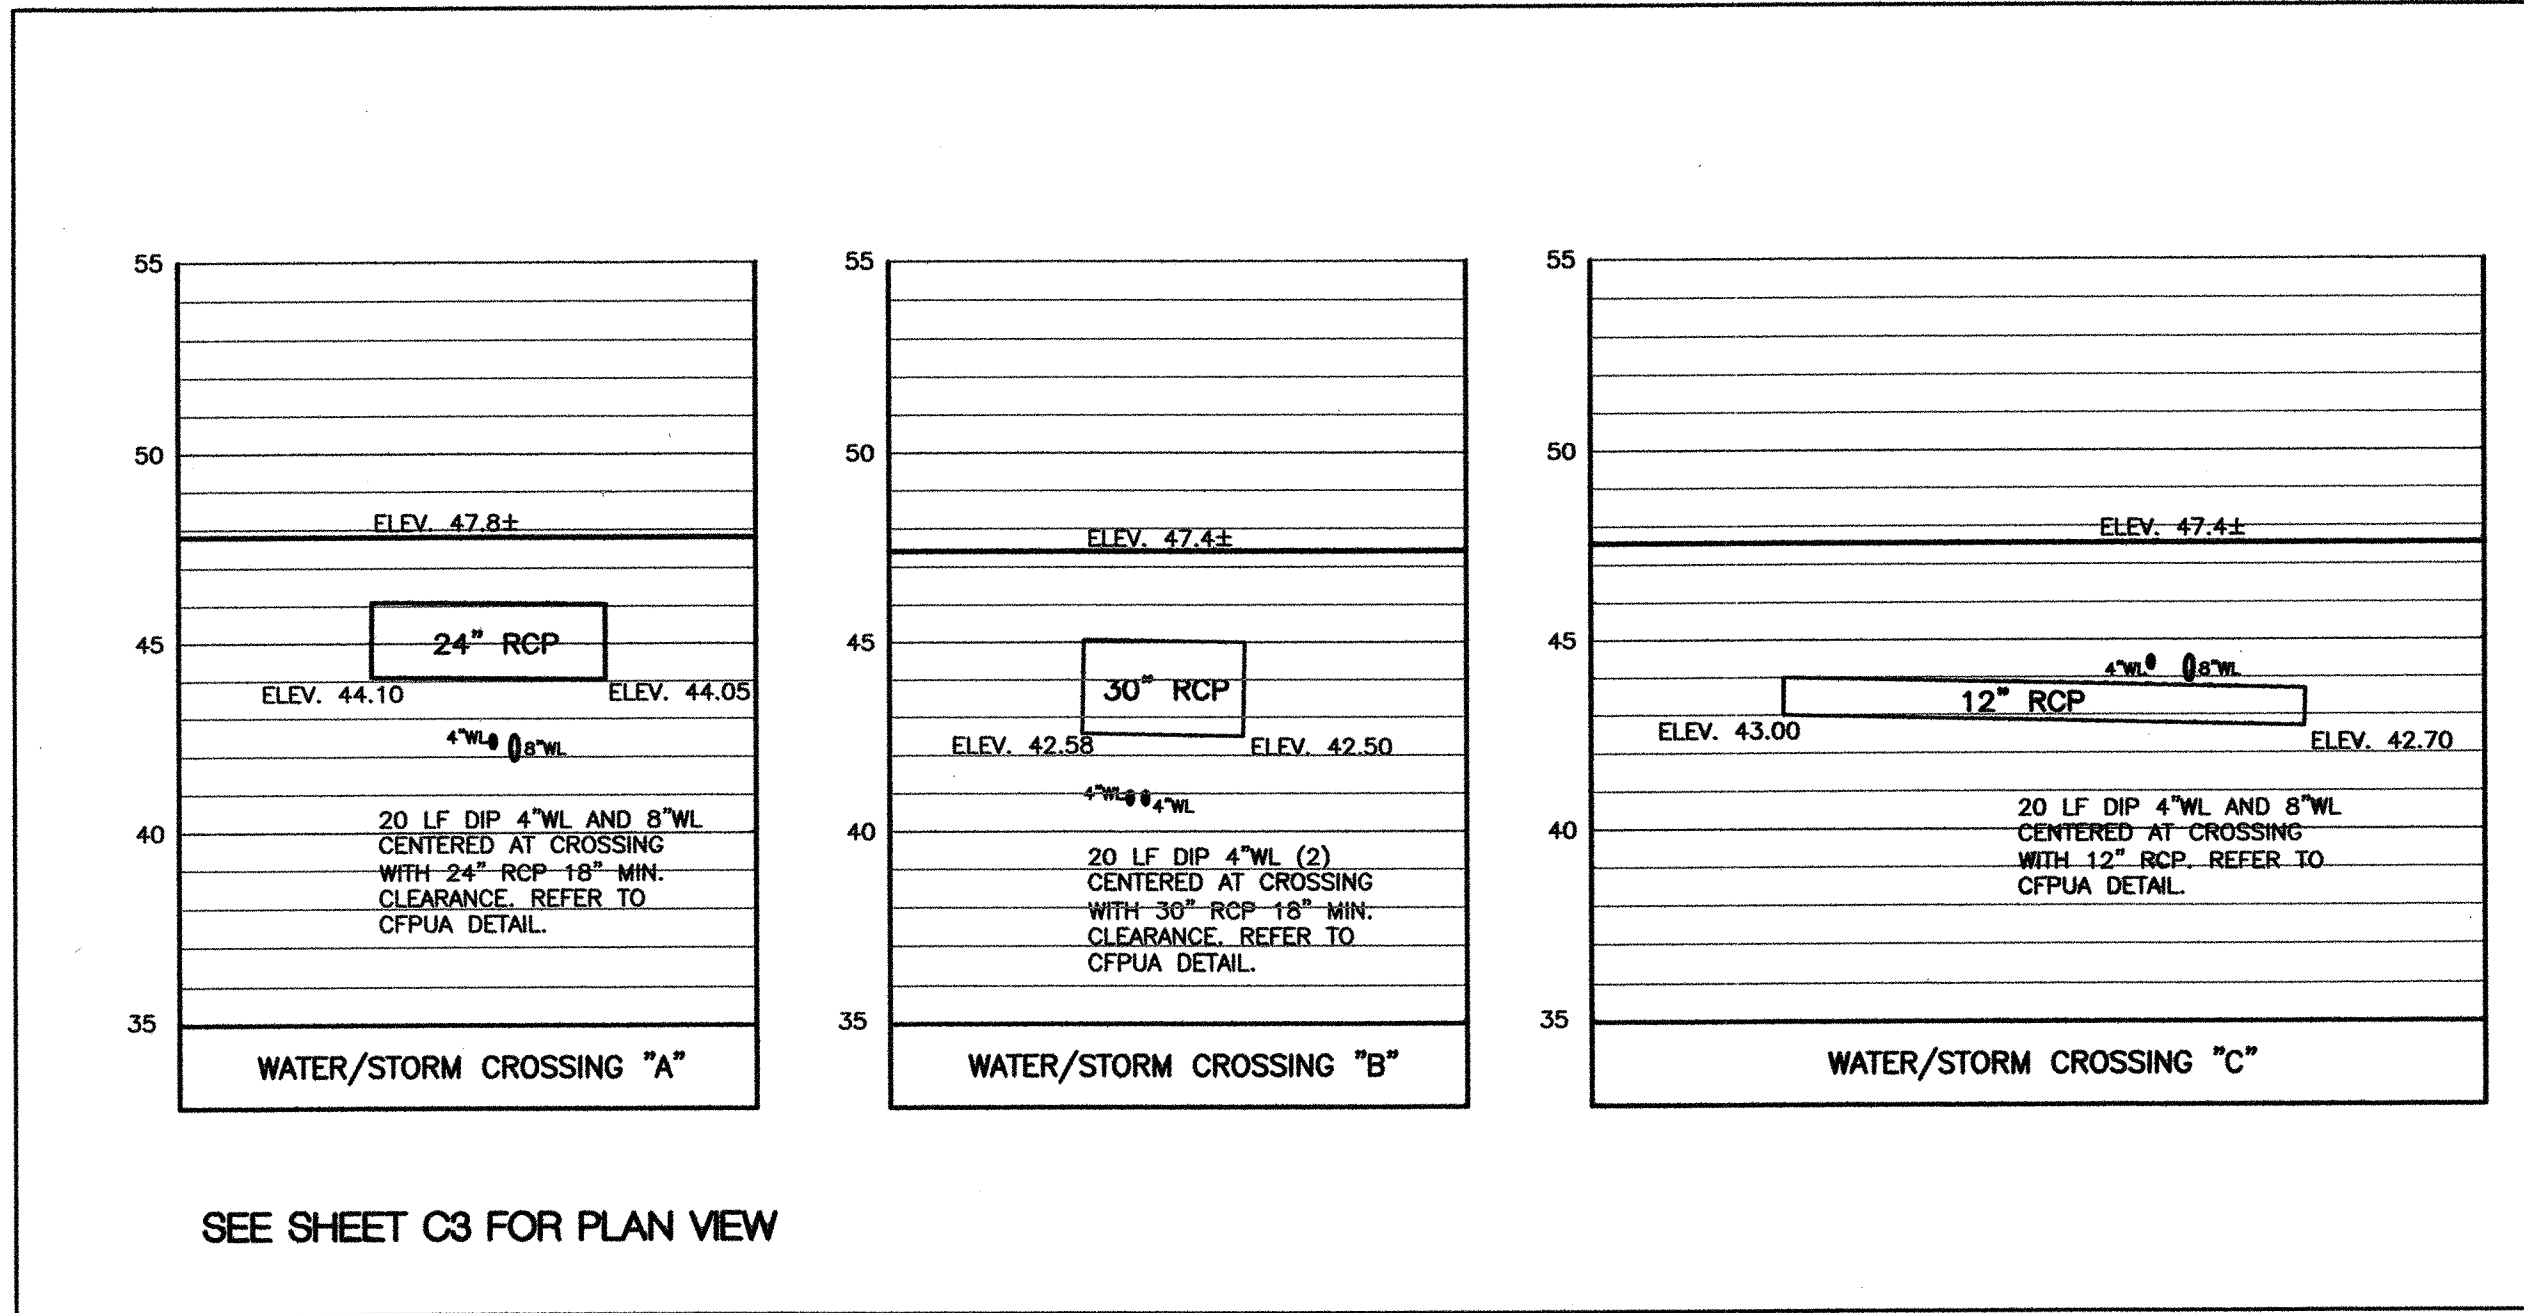 55
50
ELEV. 47.8±
24" RCP
45
ELEV. 44.10
ELEV. 44.05
4"WL
8"WL
20 LF DIP 4"WL AND 8"WL
CENTERED AT CROSSING
WITH 24" RCP 18" MIN.
CLEARANCE. REFER TO
CFPUA DETAIL.
40
35
WATER/STORM CROSSING "A"
55
50
ELEV. 47.4±
45
30" RCP
ELEV. 42.58
ELEV. 42.50
4"WL
4"WL
40
20 LF DIP 4"WL (2)
CENTERED AT CROSSING
WITH 30" RCP 18" MIN.
CLEARANCE. REFER TO
CFPUA DETAIL.
35
WATER/STORM CROSSING "B"
55
50
ELEV. 47.4±
45
4"WL
8"WL
12" RCP
ELEV. 43.00
ELEV. 42.70
20 LF DIP 4"WL AND 8"WL
CENTERED AT CROSSING
WITH 12" RCP. REFER TO
CFPUA DETAIL.
40
35
WATER/STORM CROSSING "C"
SEE SHEET C3 FOR PLAN VIEW